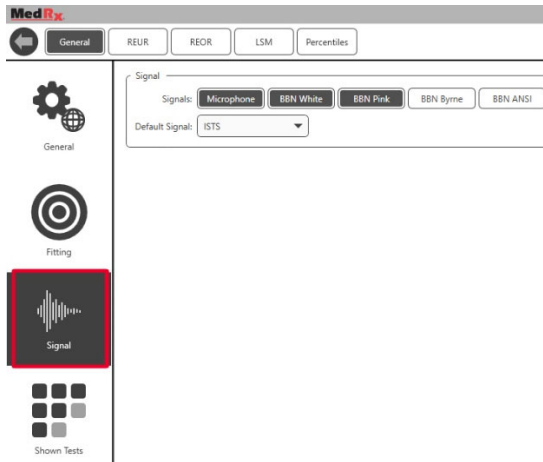 MedRx
General REUR REOR LSM Percentiles
Signal
Signals: Microphone BBN White BBN Pink BBN Byrne BBN ANSI
Default Signal: ISTS
General
Fitting
Signal
Shown Tests